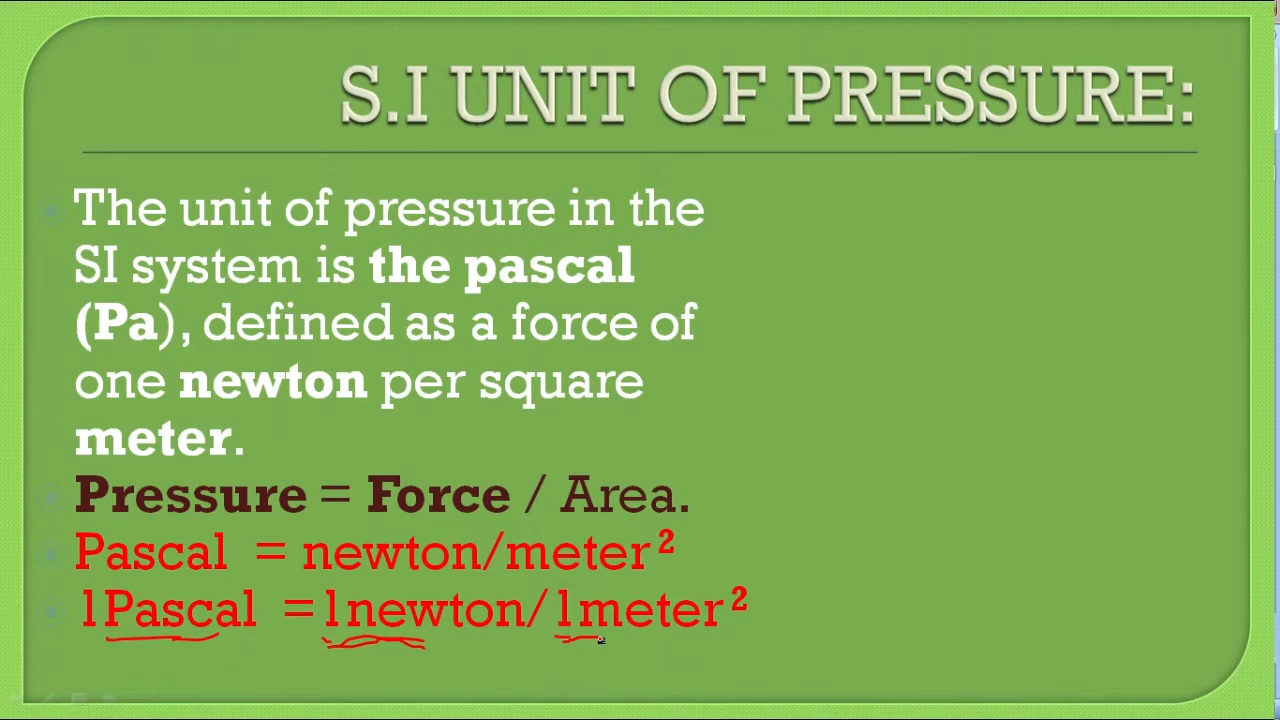 S.I UNIT OF PRESSURE:
The unit of pressure in the
SI system is the pascal
(Pa), defined as a force of
one newton per square
meter.
Pressure = Force / Area.
Pascal = newton/meter²
1Pascal =1newton/1meter²